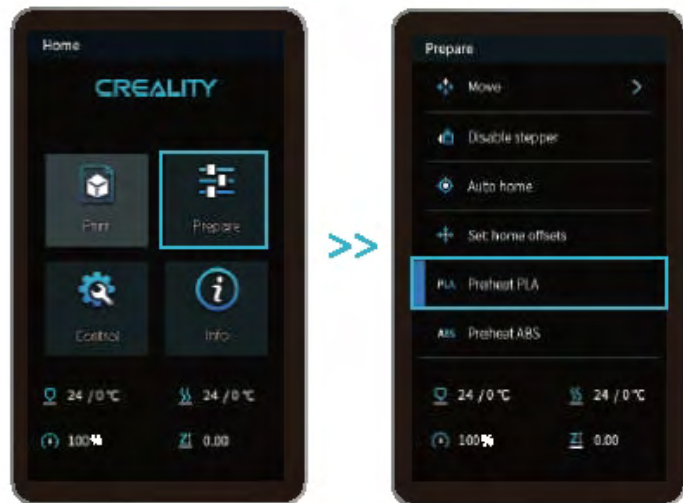 Home
CREALITY
Print
Prepare
Control
Info
24 / 0 ℃
24 / 0 ℃
100%
Z 0.00
>>
Prepare
Move >
Disable stepper
Auto home
Set home offsets
PLA Preheat PLA
ABS Preheat ABS
24 / 0 ℃
24 / 0 ℃
100%
Z 0.00